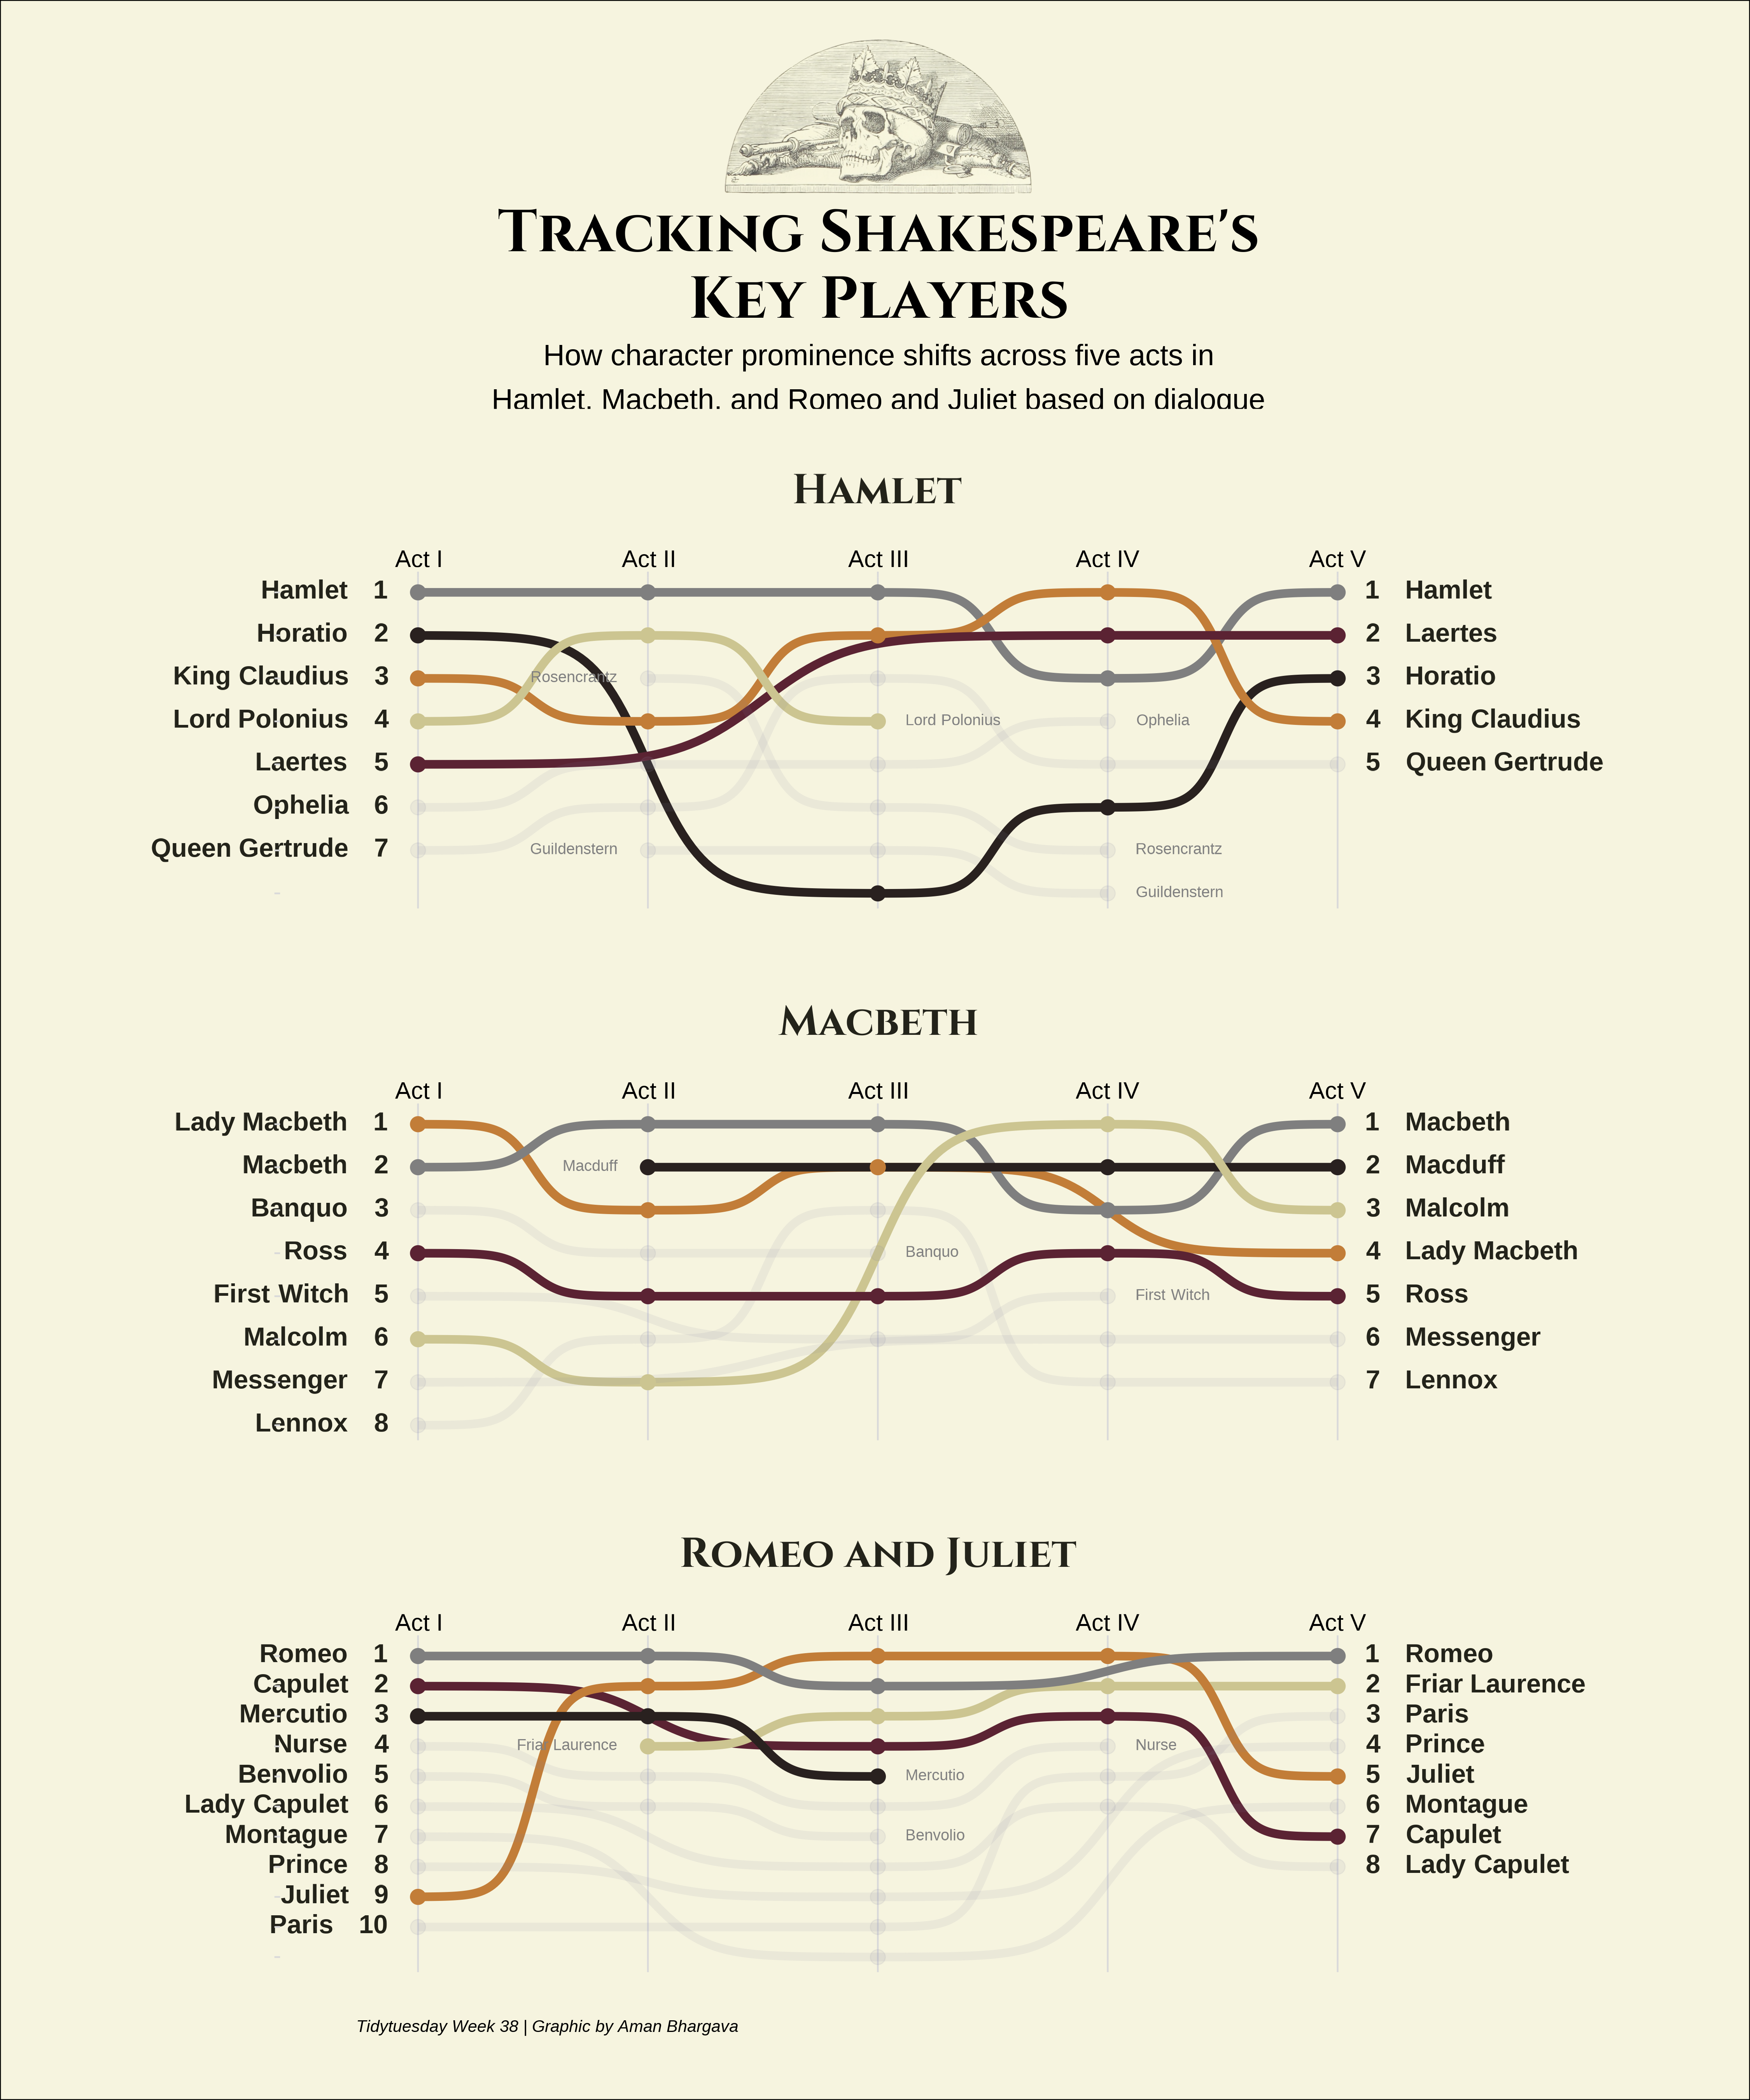 Tracking Shakespeare's
Key Players
How character prominence shifts across five acts in
Hamlet, Macbeth, and Romeo and Juliet based on dialogue
Hamlet
Act I Act II Act III Act IV Act V
Hamlet 1 1 Hamlet
Horatio 2 2 Laertes
King Claudius 3 Rosencrantz 3 Horatio
Lord Polonius 4 Lord Polonius Ophelia 4 King Claudius
Laertes 5 5 Queen Gertrude
Ophelia 6
Queen Gertrude 7 Guildenstern Rosencrantz
Guildenstern
Macbeth
Act I Act II Act III Act IV Act V
Lady Macbeth 1 1 Macbeth
Macbeth 2 Macduff 2 Macduff
Banquo 3 3 Malcolm
Ross 4 Banquo 4 Lady Macbeth
First Witch 5 First Witch 5 Ross
Malcolm 6 6 Messenger
Messenger 7 7 Lennox
Lennox 8
Romeo and Juliet
Act I Act II Act III Act IV Act V
Romeo 1 1 Romeo
Capulet 2 2 Friar Laurence
Mercutio 3 3 Paris
Nurse 4 Friar Laurence Nurse 4 Prince
Benvolio 5 Mercutio 5 Juliet
Lady Capulet 6 6 Montague
Montague 7 Benvolio 7 Capulet
Prince 8 8 Lady Capulet
Juliet 9
Paris 10
Tidytuesday Week 38 | Graphic by Aman Bhargava